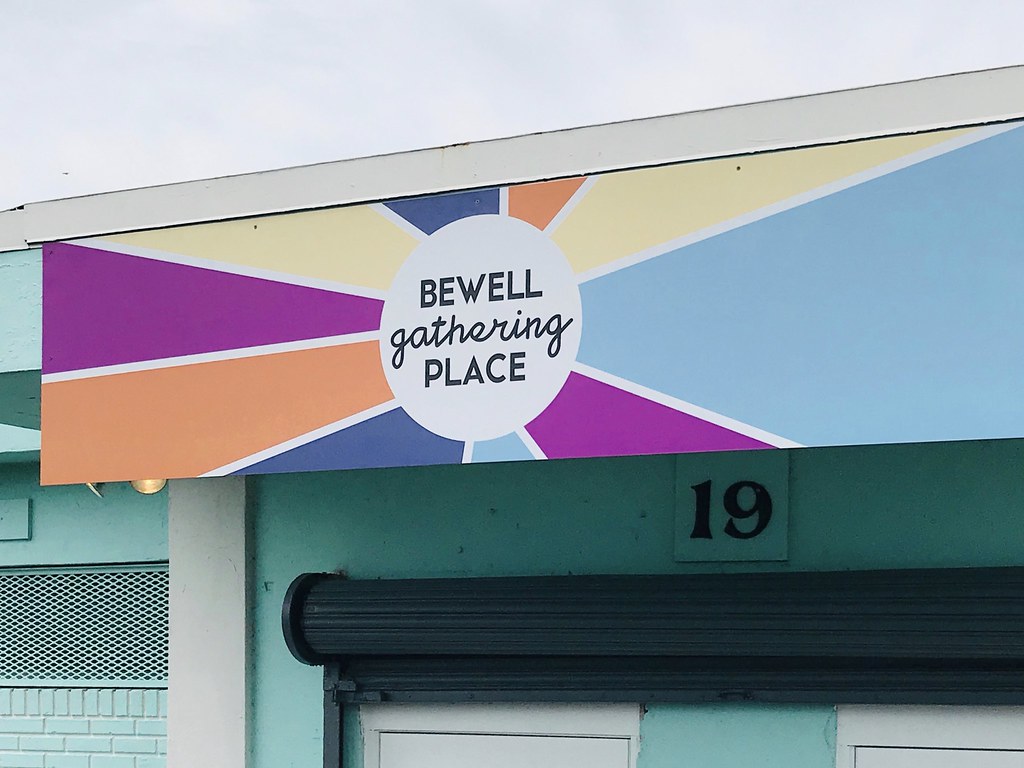 BEWELL
gathering
PLACE
19